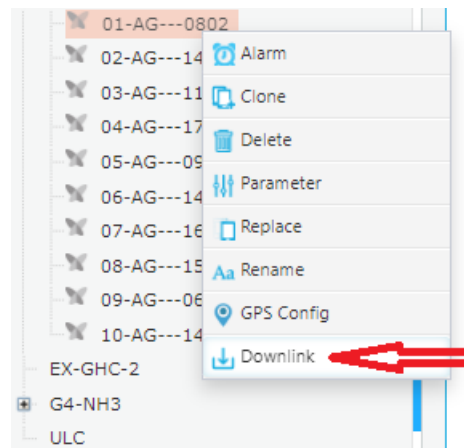 01-AG---0802
02-AG---14
Alarm
03-AG---11
Clone
04-AG---17
Delete
05-AG---09
Parameter
06-AG---14
07-AG---16
Replace
08-AG---15
Aa Rename
09-AG---06
GPS Config
10-AG---14
Downlink
EX-GHC-2
G4-NH3
ULC